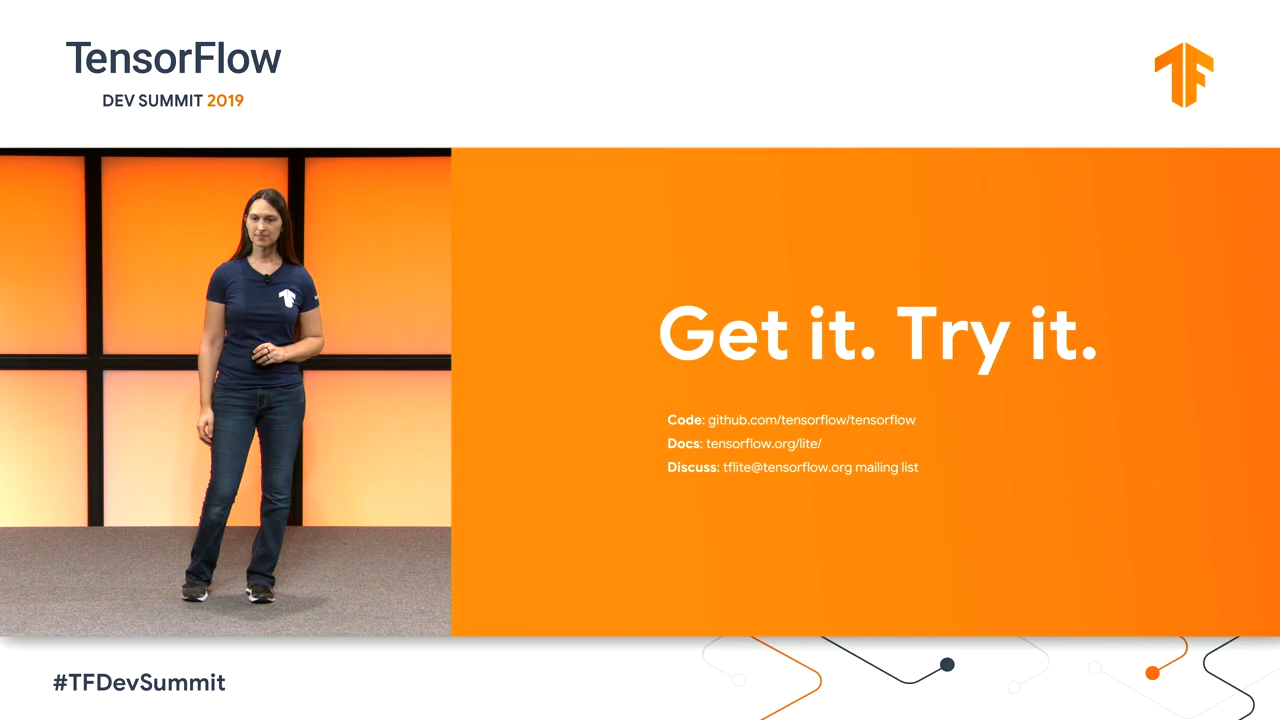 TensorFlow
DEV SUMMIT 2019
Get it. Try it.
Code: github.com/tensorflow/tensorflow
Docs: tensorflow.org/lite/
Discuss: tflite@tensorflow.org mailing list
#TFDevSummit